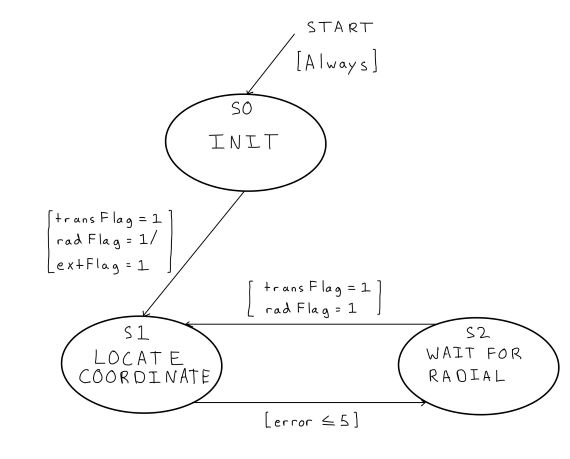 START
[Always]
S0
INIT
[transFlag = 1
radFlag = 1/
extFlag = 1]
[transFlag = 1
radFlag = 1]
S1
LOCATE
COORDINATE
S2
WAIT FOR
RADIAL
[error ≤ 5]